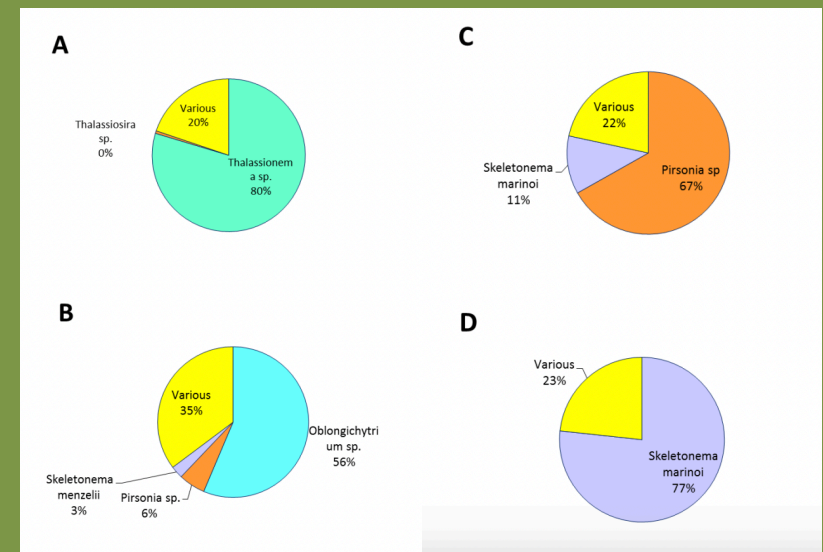 A
Various
20%
Thalassiosira
sp.
0%
Thalassionem
a sp.
80%
C
Various
22%
Skeletonema
marinoi
11%
Pirsonia sp
67%
B
Various
35%
Oblongichytri
um sp.
56%
Skeletonema
menzelii
3%
Pirsonia sp.
6%
D
Various
23%
Skeletonema
marinoi
77%